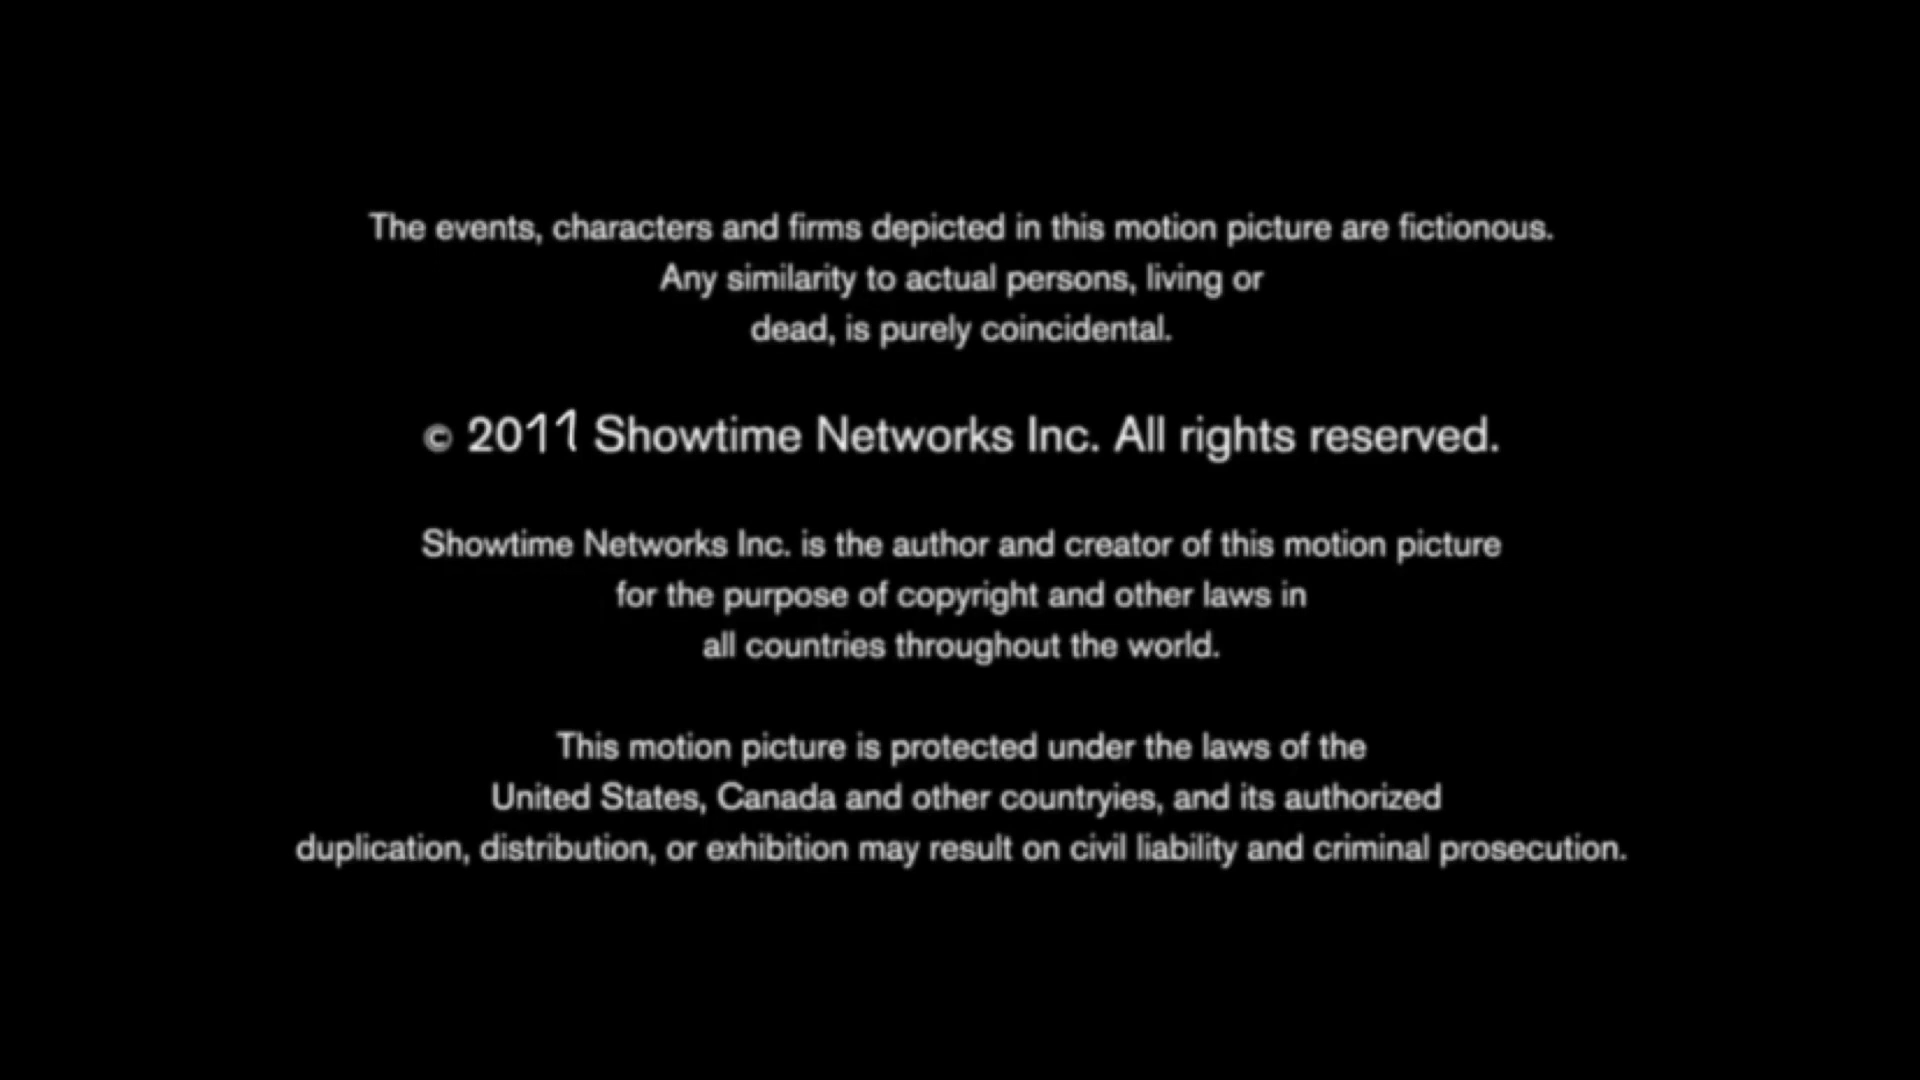 The events, characters and firms depicted in this motion picture are fictionous.
Any similarity to actual persons, living or
dead, is purely coincidental.
© 2011 Showtime Networks Inc. All rights reserved.
Showtime Networks Inc. is the author and creator of this motion picture
for the purpose of copyright and other laws in
all countries throughout the world.
This motion picture is protected under the laws of the
United States, Canada and other countryies, and its authorized
duplication, distribution, or exhibition may result on civil liability and criminal prosecution.